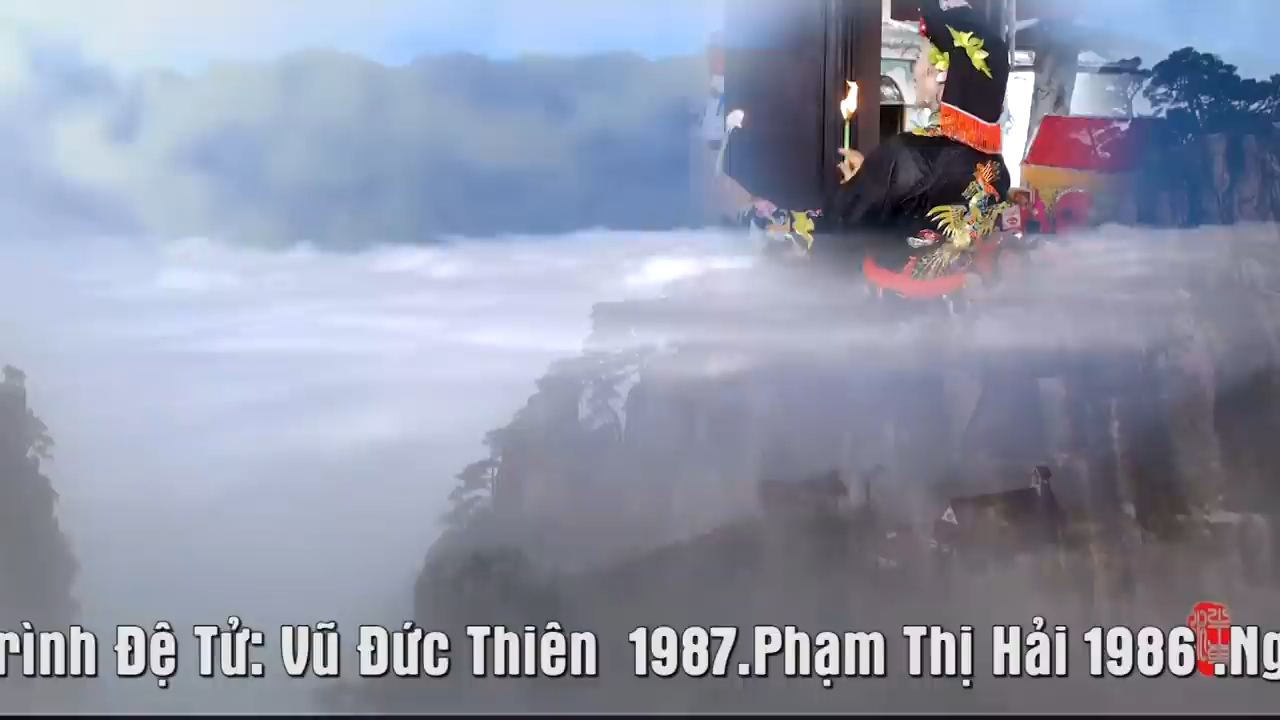 rình Đệ Tử: Vũ Đức Thiên 1987.Phạm Thị Hải 1986 .Ng